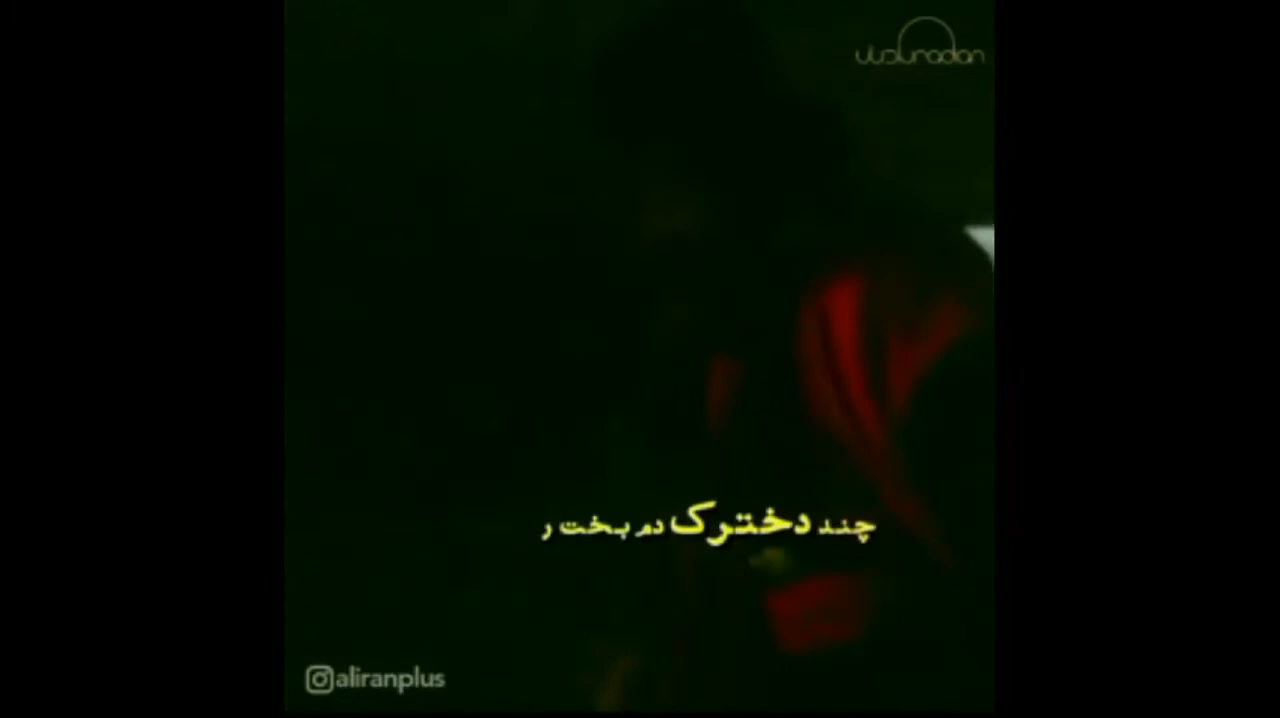 چند دخترک دم بخت ر
aliranplus